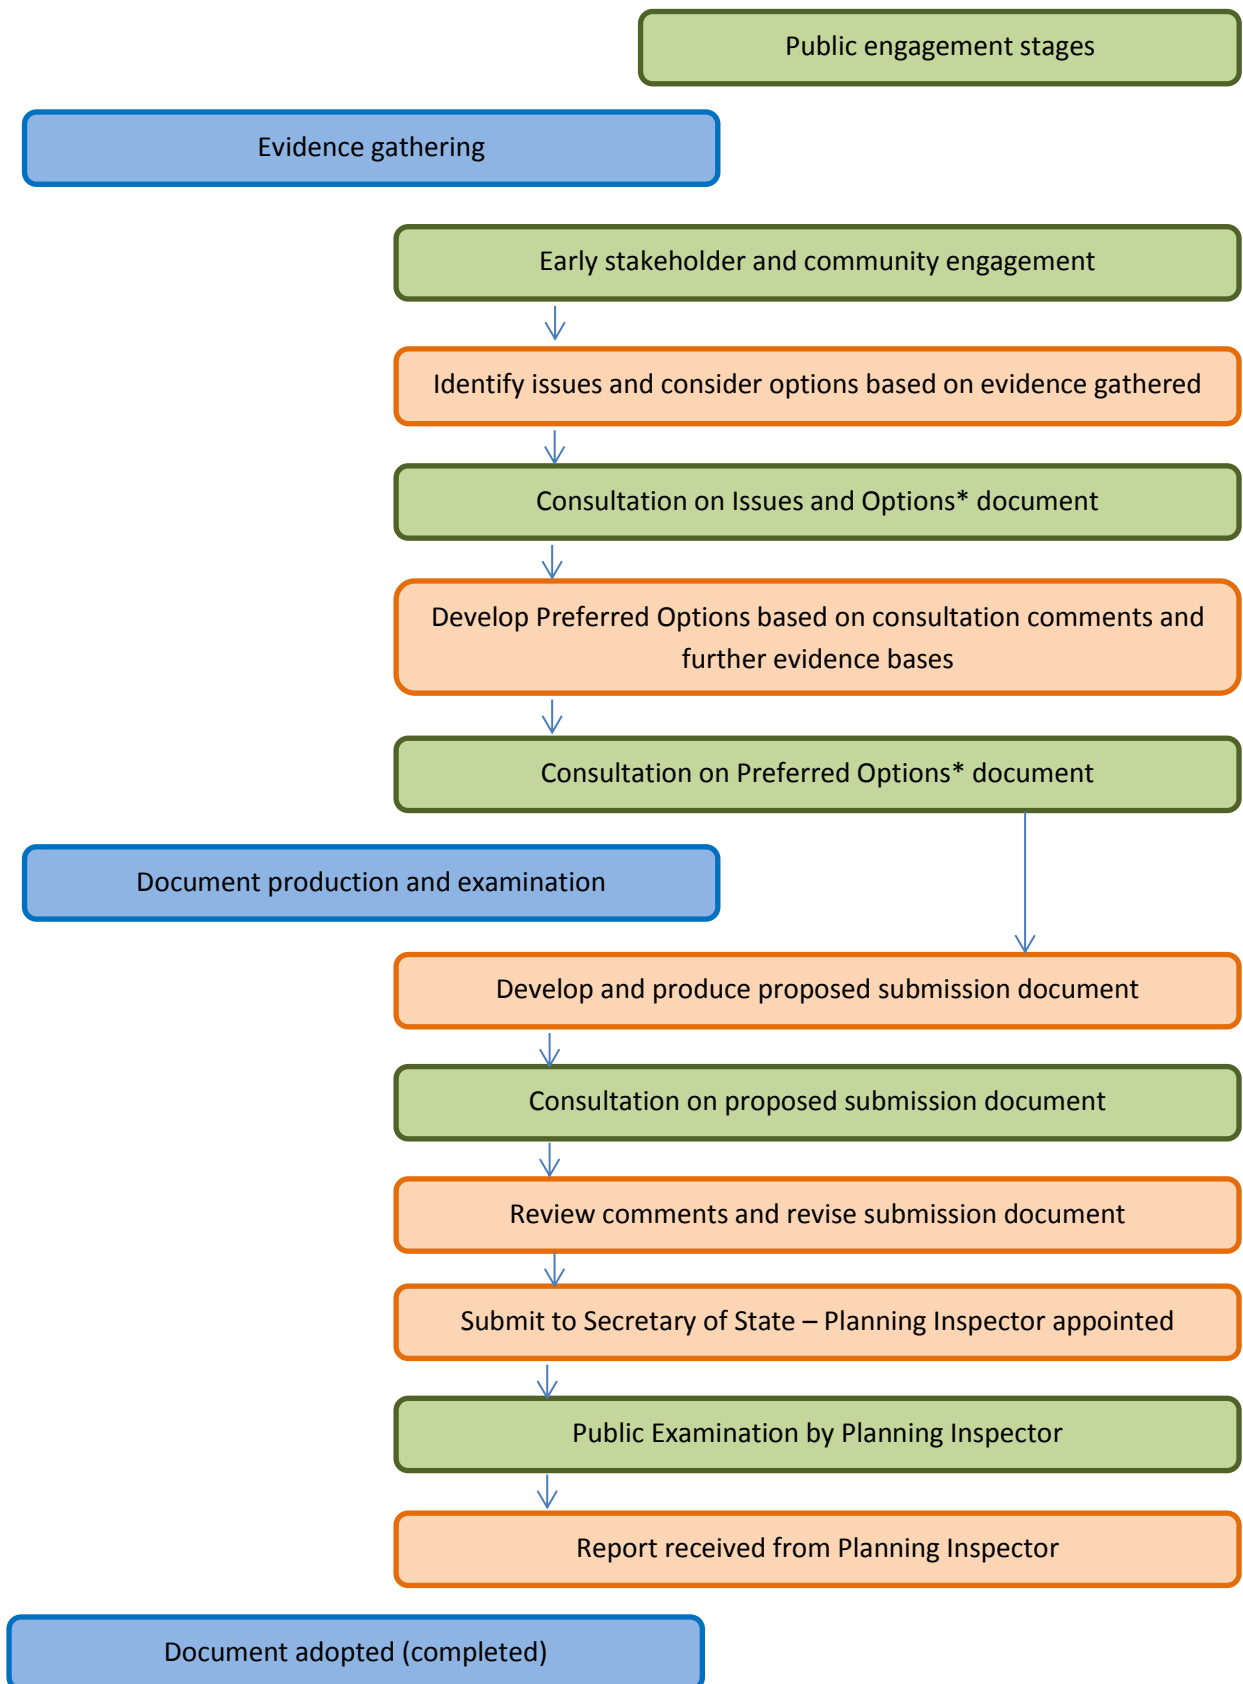 Public engagement stages
Evidence gathering
Early stakeholder and community engagement
Identify issues and consider options based on evidence gathered
Consultation on Issues and Options* document
Develop Preferred Options based on consultation comments and
further evidence bases
Consultation on Preferred Options* document
Document production and examination
Develop and produce proposed submission document
Consultation on proposed submission document
Review comments and revise submission document
Submit to Secretary of State – Planning Inspector appointed
Public Examination by Planning Inspector
Report received from Planning Inspector
Document adopted (completed)